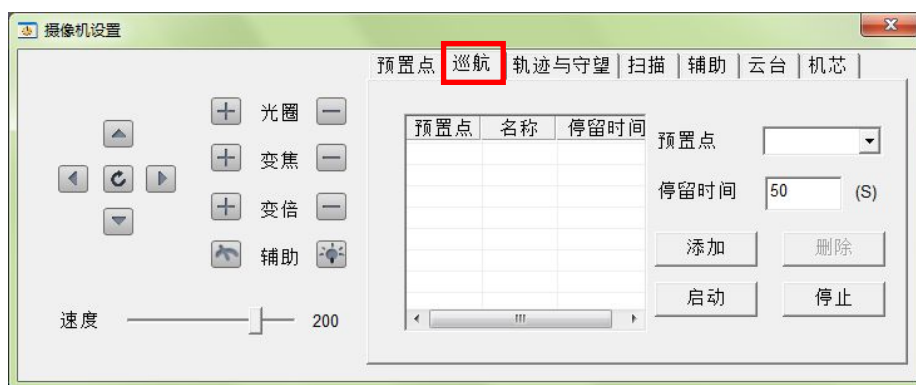 摄像机设置
预置点 巡航 轨迹与守望 扫描 辅助 云台 机芯
光圈
变焦
变倍
辅助
速度 200
预置点 名称 停留时间
预置点
停留时间 50 (S)
添加 删除
启动 停止